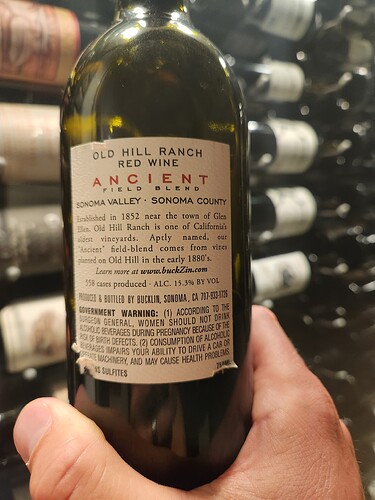 OLD HILL RANCH
RED WINE
ANCIENT
FIELD BLEND
SONOMA VALLEY · SONOMA COUNTY
Established in 1852 near the town of Glen
Ellen, Old Hill Ranch is one of California's
oldest vineyards. Aptly named, our
'Ancient' field-blend comes from vines
planted on Old Hill in the early 1880's.
Learn more at www.buckZin.com
358 cases produced · ALC. 15.3% BY VOL
PRODUCED & BOTTLED BY BUCKLIN, SONOMA, CA 707-933-1726
GOVERNMENT WARNING: (1) ACCORDING TO THE
SURGEON GENERAL, WOMEN SHOULD NOT DRINK
ALCOHOLIC BEVERAGES DURING PREGNANCY BECAUSE OF THE
RISK OF BIRTH DEFECTS. (2) CONSUMPTION OF ALCOHOLIC
BEVERAGES IMPAIRS YOUR ABILITY TO DRIVE A CAR OR
OPERATE MACHINERY, AND MAY CAUSE HEALTH PROBLEMS.
SULFITES